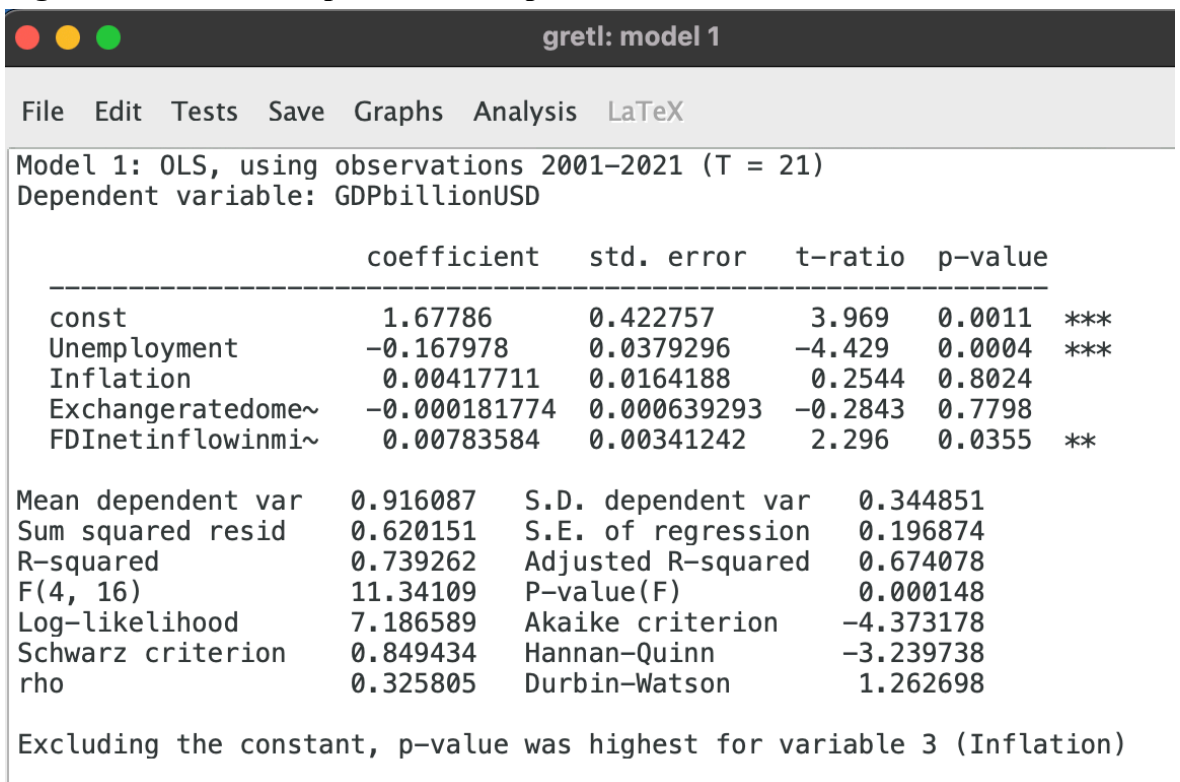 gretl: model 1
File Edit Tests Save Graphs Analysis LaTeX
Model 1: OLS, using observations 2001–2021 (T = 21)
Dependent variable: GDPbillionUSD
coefficient std. error t–ratio p–value
const 1.67786 0.422757 3.969 0.0011 ***
Unemployment −0.167978 0.0379296 −4.429 0.0004 ***
Inflation 0.00417711 0.0164188 0.2544 0.8024
Exchangeratedome~ −0.000181774 0.000639293 −0.2843 0.7798
FDInetinflowinmi~ 0.00783584 0.00341242 2.296 0.0355 **
Mean dependent var 0.916087 S.D. dependent var 0.344851
Sum squared resid 0.620151 S.E. of regression 0.196874
R–squared 0.739262 Adjusted R–squared 0.674078
F(4, 16) 11.34109 P–value(F) 0.000148
Log–likelihood 7.186589 Akaike criterion −4.373178
Schwarz criterion 0.849434 Hannan–Quinn −3.239738
rho 0.325805 Durbin–Watson 1.262698
Excluding the constant, p–value was highest for variable 3 (Inflation)